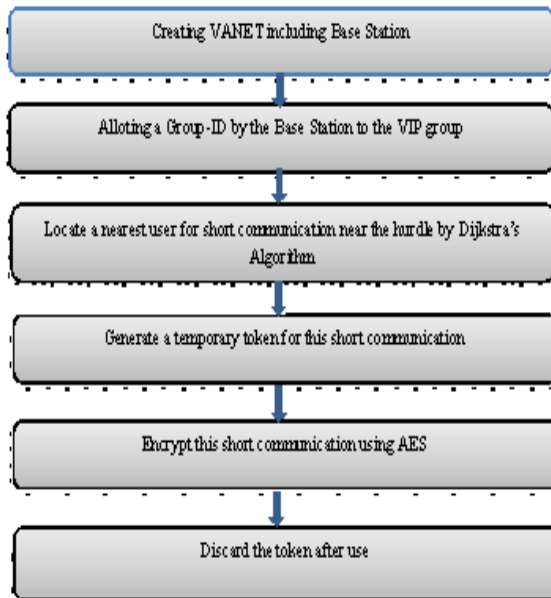 Creating VANET including Base Station
Alloting a Group-ID by the Base Station to the VIP group
Locate a nearest user for short communication near the hurdle by Dijkstra's
Algorithm
Generate a temporary token for this short communication
Encrypt this short communication using AES
Discard the token after use